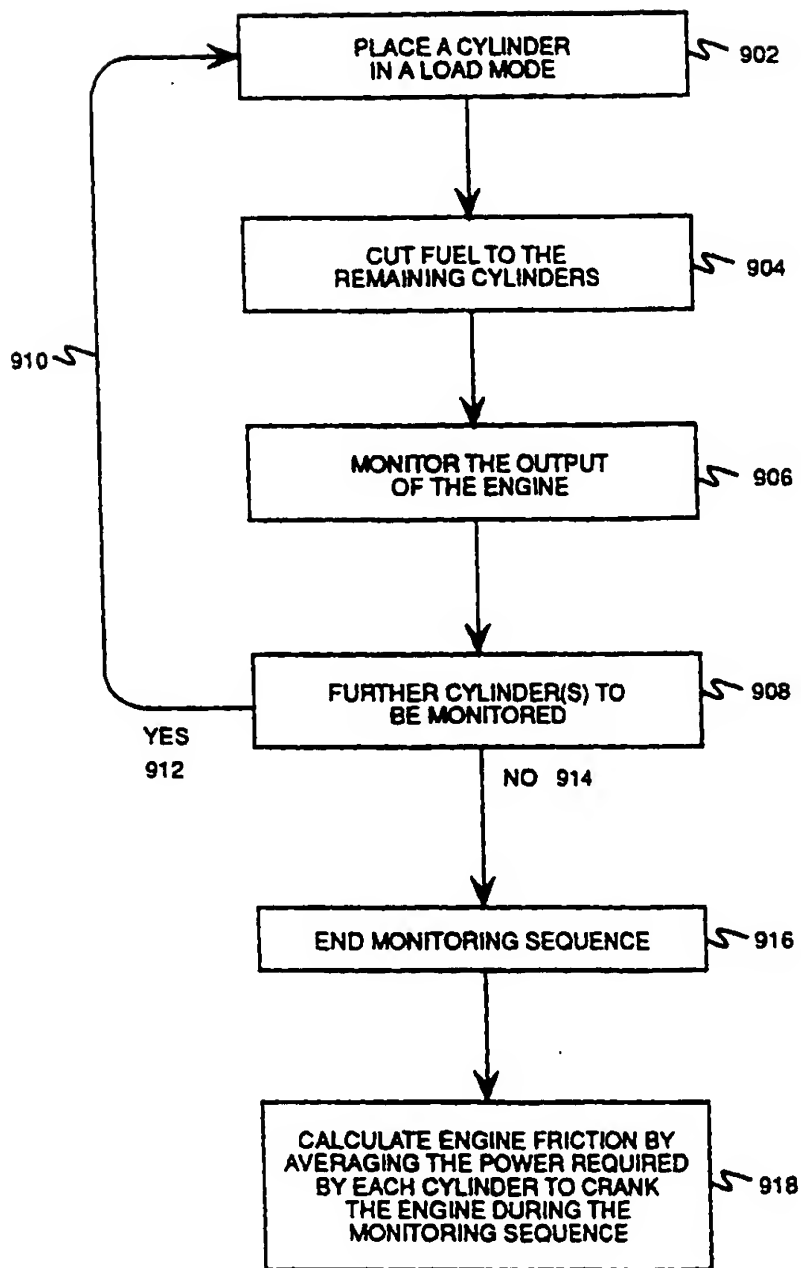 PLACE A CYLINDER
IN A LOAD MODE
902
CUT FUEL TO THE
REMAINING CYLINDERS
904
910
MONITOR THE OUTPUT
OF THE ENGINE
906
FURTHER CYLINDER(S) TO
BE MONITORED
908
YES
912
NO 914
END MONITORING SEQUENCE
916
CALCULATE ENGINE FRICTION BY
AVERAGING THE POWER REQUIRED
BY EACH CYLINDER TO CRANK
THE ENGINE DURING THE
MONITORING SEQUENCE
918